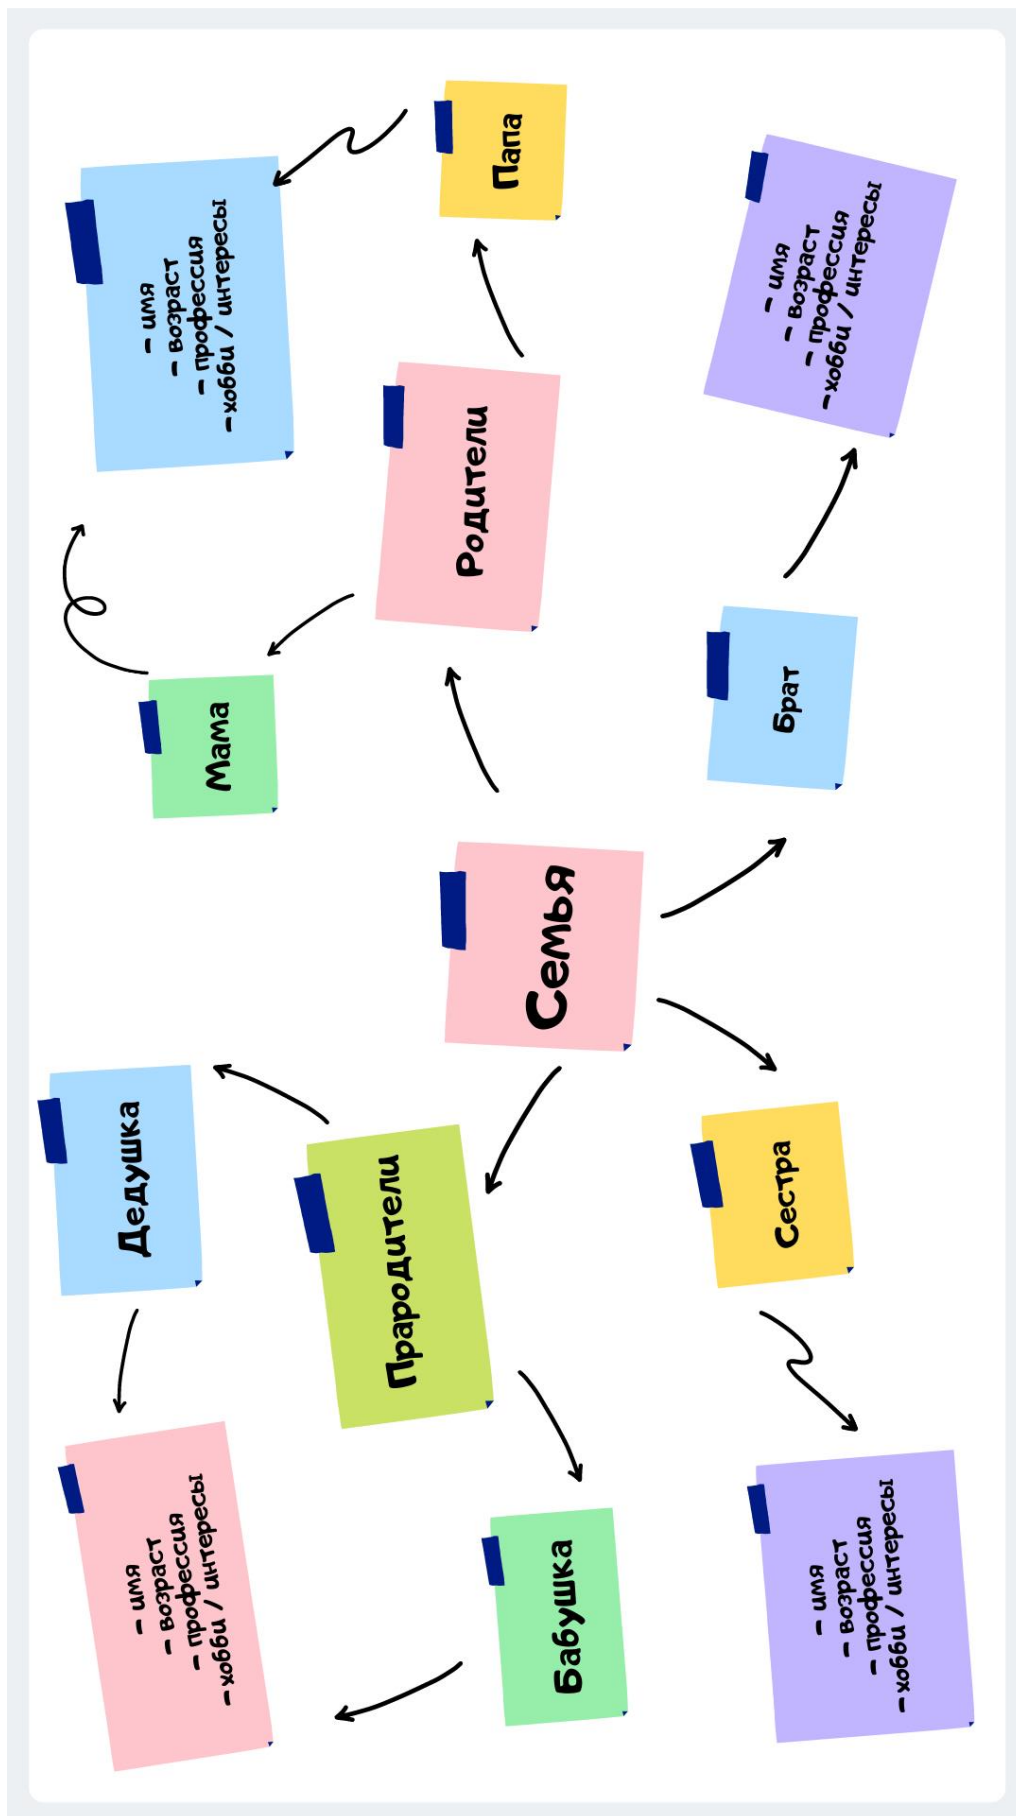 - имя
- возраст
- профессия
- хобби / интересы
Дедушка
Мама
- имя
- возраст
- профессия
- хобби / интересы
Прародители
Родители
Бабушка
Семья
Папа
- имя
- возраст
- профессия
- хобби / интересы
Сестра
Брат
- имя
- возраст
- профессия
- хобби / интересы